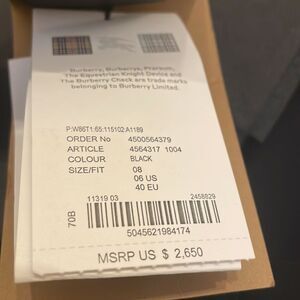 Burberry, Burberrys, Prorsum,
The Equestrian Knight Device and
The Burberry Check are trade marks
belonging to Burberry Limited.
P:W86T1:65:115102:A1189
ORDER No 4500564379
ARTICLE 4564317 1004
COLOUR BLACK
SIZE/FIT 08
06 US
40 EU
11319 03 2458829
70B
5045621984174
MSRP US $ 2,650